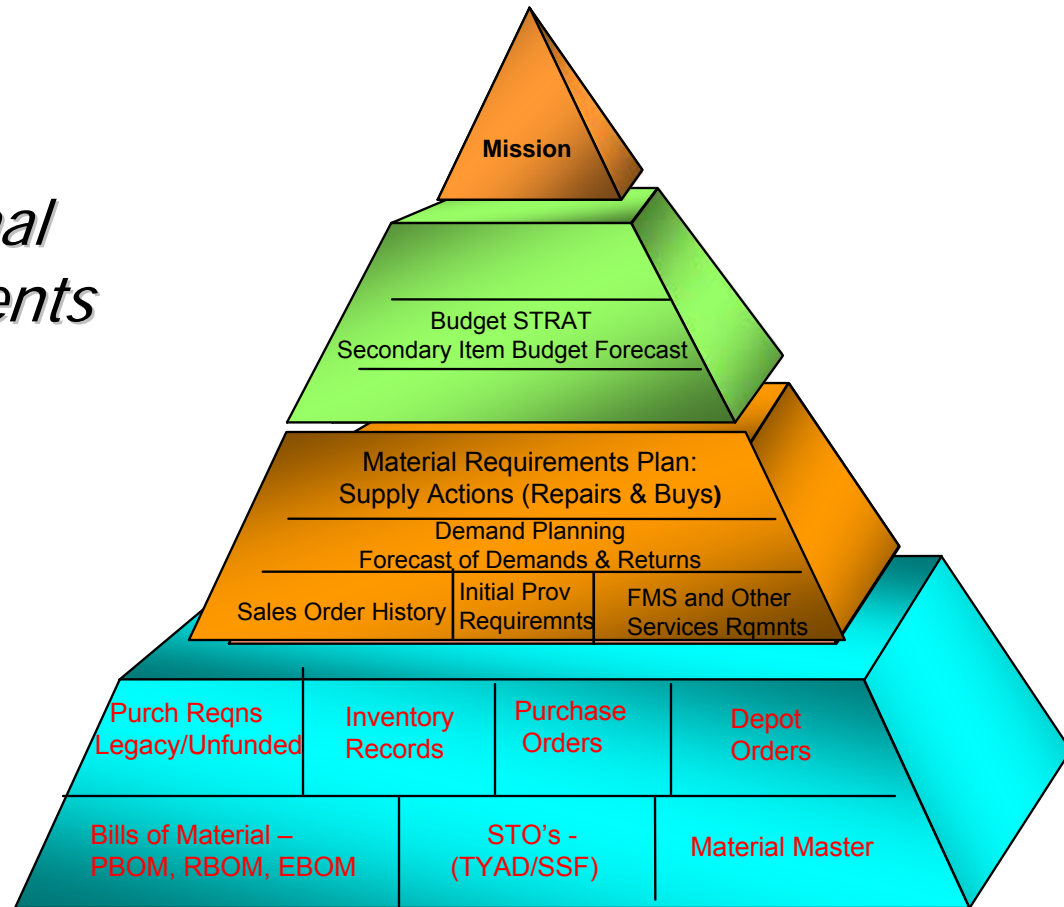 Mission
nal
ents
Budget STRAT
Secondary Item Budget Forecast
Material Requirements Plan:
Supply Actions (Repairs & Buys)
Demand Planning
Forecast of Demands & Returns
Sales Order History
Initial Prov
Requiremnts
FMS and Other
Services Rqmnts
Purch Reqns
Legacy/Unfunded
Inventory
Records
Purchase
Orders
Depot
Orders
Bills of Material –
PBOM, RBOM, EBOM
STO's -
(TYAD/SSF)
Material Master